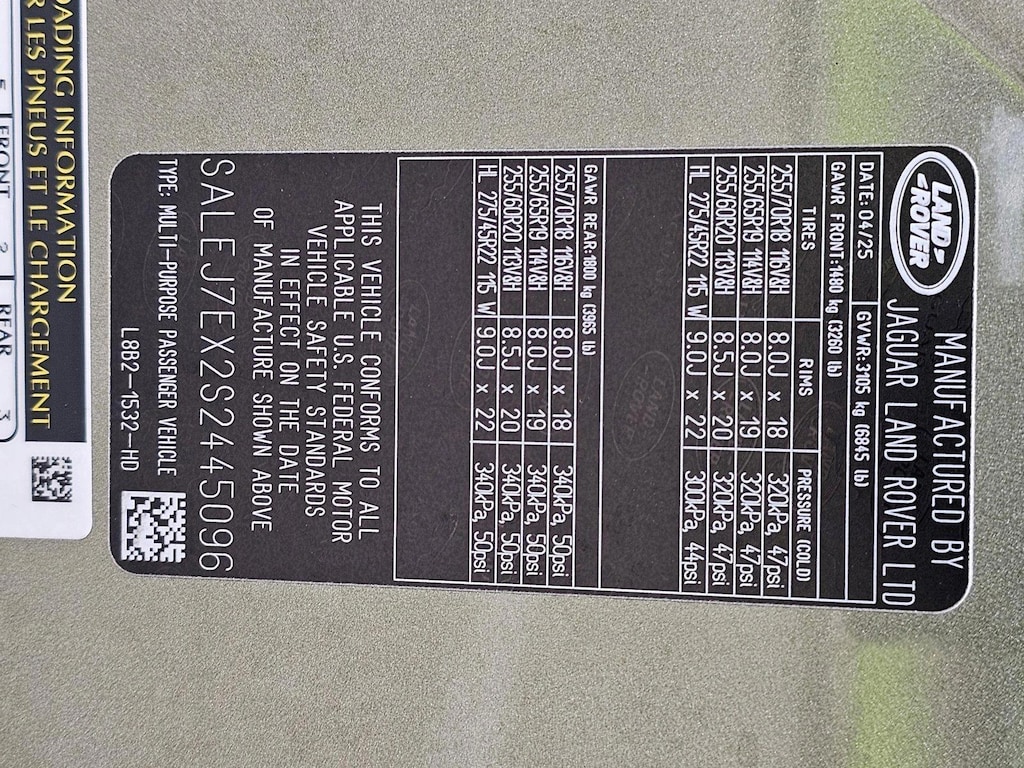 LAND-
-ROVER
MANUFACTURED BY
JAGUAR LAND ROVER LTD
DATE: 04/25 GVWR: 3105 kg (6845 lb)
GAWR FRONT: 1480 kg (3260 lb)
TIRES RIMS PRESSURE (COLD)
255/70R18 116V&H 8.0J x 18 320kPa, 47psi
255/65R19 114V&H 8.0J x 19 320kPa, 47psi
255/60R20 113V&H 8.5J x 20 320kPa, 47psi
HL 275/45R22 115 W 9.0J x 22 300kPa, 44psi
GAWR REAR: 1800 kg (3965 lb)
255/70R18 116V&H 8.0J x 18 340kPa, 50psi
255/65R19 114V&H 8.0J x 19 340kPa, 50psi
255/60R20 113V&H 8.5J x 20 340kPa, 50psi
HL 275/45R22 115 W 9.0J x 22 340kPa, 50psi
THIS VEHICLE CONFORMS TO ALL
APPLICABLE U.S. FEDERAL MOTOR
VEHICLE SAFETY STANDARDS
IN EFFECT ON THE DATE
OF MANUFACTURE SHOWN ABOVE
SALEJ7EX2S2445096
TYPE: MULTI-PURPOSE PASSENGER VEHICLE
L8B2-1532-HD
OADING INFORMATION
R LES PNEUS ET LE CHARGEMENT
FRONT 2 REAR 3